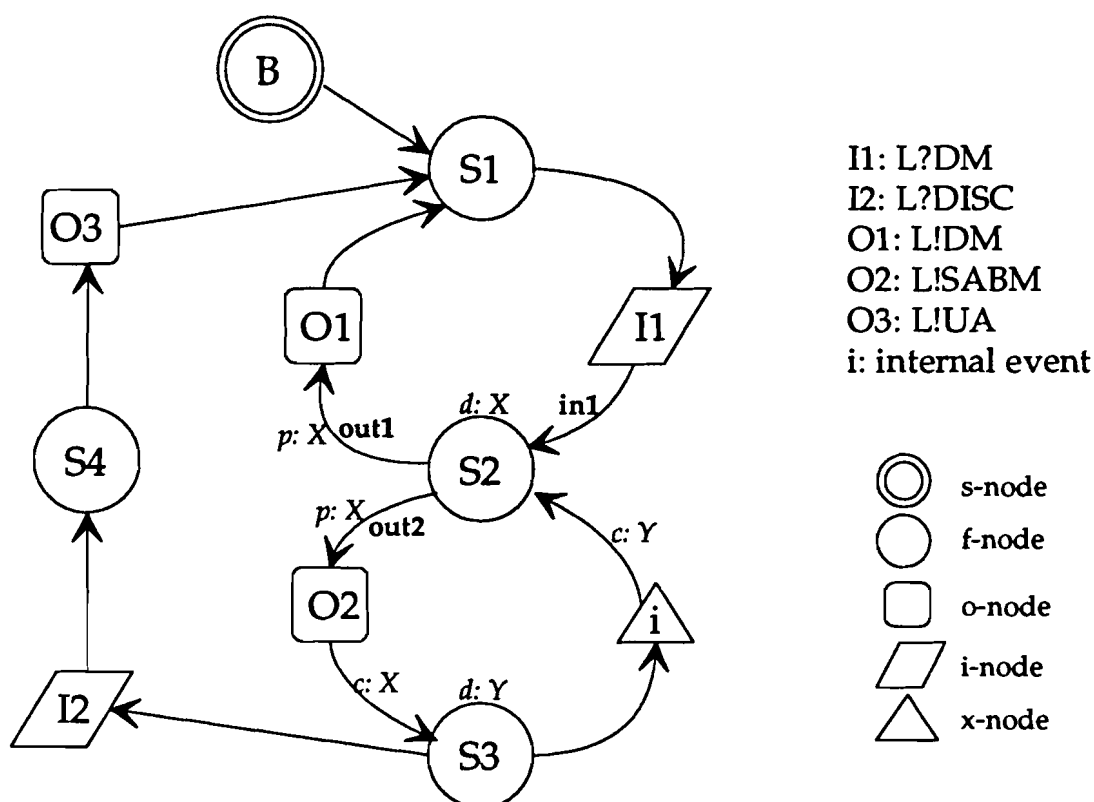 B
S1
I1: L?DM
I2: L?DISC
O1: L!DM
O2: L!SABM
O3: L!UA
i: internal event
O3
O1
I1
d: X
in1
p: X out1
S4
S2
p: X out2
c: Y
O2
i
c: X
d: Y
I2
S3
s-node
f-node
o-node
i-node
x-node